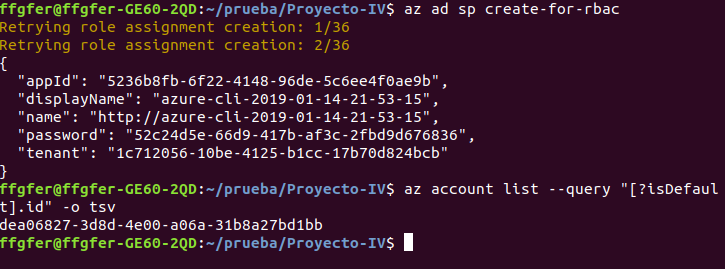 ffgfer@ffgfer-GE60-2QD:~/prueba/Proyecto-IV$ az ad sp create-for-rbac
Retrying role assignment creation: 1/36
Retrying role assignment creation: 2/36
{
  "appId": "5236b8fb-6f22-4148-96de-5c6ee4f0ae9b",
  "displayName": "azure-cli-2019-01-14-21-53-15",
  "name": "http://azure-cli-2019-01-14-21-53-15",
  "password": "52c24d5e-66d9-417b-af3c-2fbd9d676836",
  "tenant": "1c712056-10be-4125-b1cc-17b70d824bcb"
}
ffgfer@ffgfer-GE60-2QD:~/prueba/Proyecto-IV$ az account list --query "[?isDefaul
t].id" -o tsv
dea06827-3d8d-4e00-a06a-31b8a27bd1bb
ffgfer@ffgfer-GE60-2QD:~/prueba/Proyecto-IV$